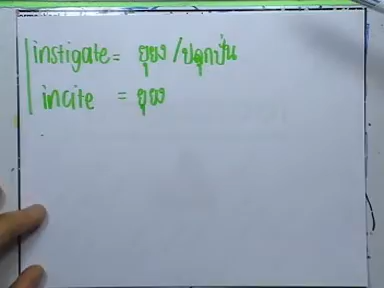 instigate = ยุยง / ปลุกปั่น
incite = ยุยง